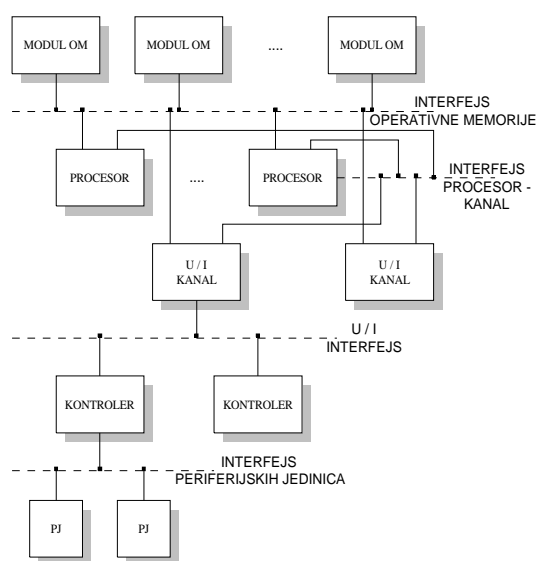 MODUL OM
MODUL OM
....
MODUL OM
INTERFEJS
OPERATIVNE MEMORIJE
PROCESOR
....
PROCESOR
INTERFEJS
PROCESOR -
KANAL
U / I
KANAL
U / I
KANAL
U / I
INTERFEJS
KONTROLER
KONTROLER
INTERFEJS
PERIFERIJSKIH JEDINICA
PJ
PJ